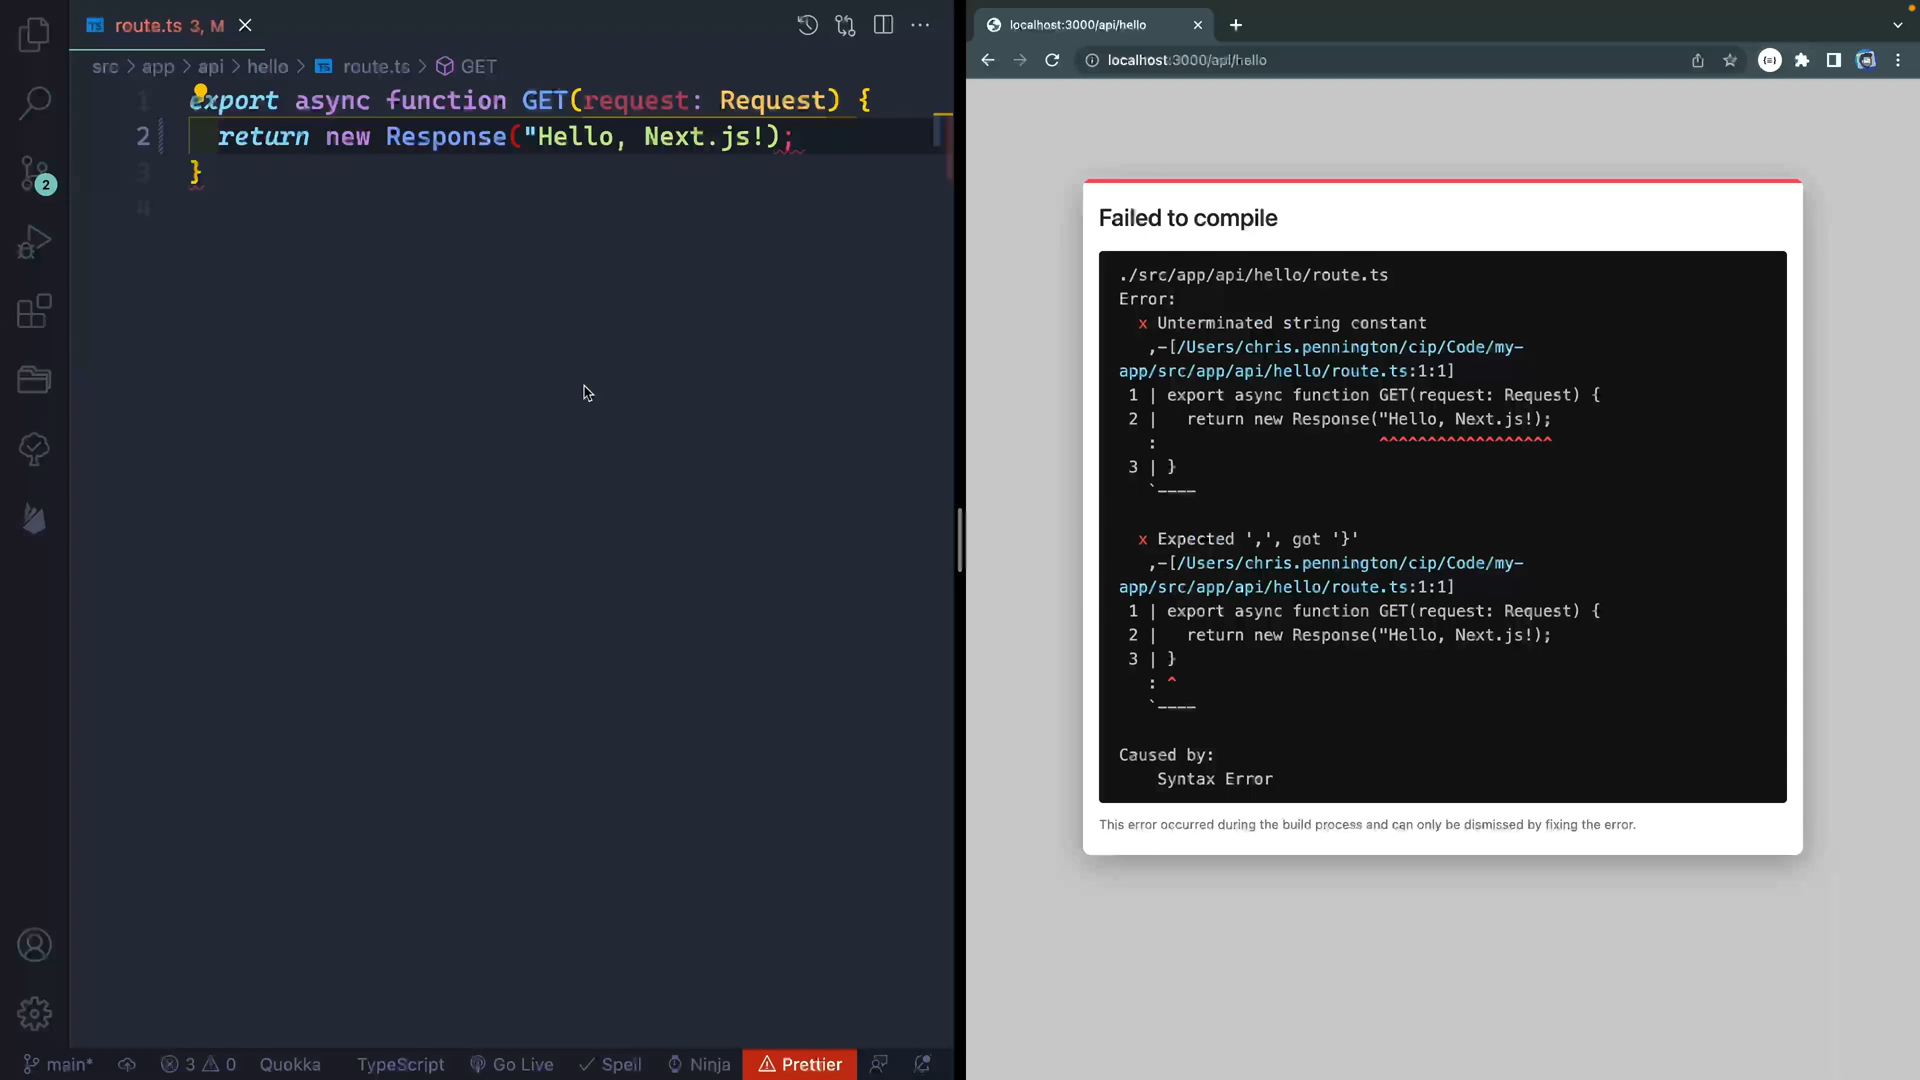 route.ts 3, M
src > app > api > hello > route.ts > GET
1 export async function GET(request: Request) {
2 return new Response("Hello, Next.js!);
3 }
4
2
main*
3 0
Quokka
TypeScript
Go Live
Spell
Ninja
Prettier
localhost:3000/api/hello
localhost:3000/api/hello
Failed to compile
./src/app/api/hello/route.ts
Error:
x Unterminated string constant
,-[/Users/chris.pennington/cip/Code/my-
app/src/app/api/hello/route.ts:1:1]
1 | export async function GET(request: Request) {
2 | return new Response("Hello, Next.js!);
: ^^^^^^^^^^^^^^^^^^
3 | }
`----
x Expected ',', got '}'
,-[/Users/chris.pennington/cip/Code/my-
app/src/app/api/hello/route.ts:1:1]
1 | export async function GET(request: Request) {
2 | return new Response("Hello, Next.js!);
3 | }
: ^
`----
Caused by:
Syntax Error
This error occurred during the build process and can only be dismissed by fixing the error.